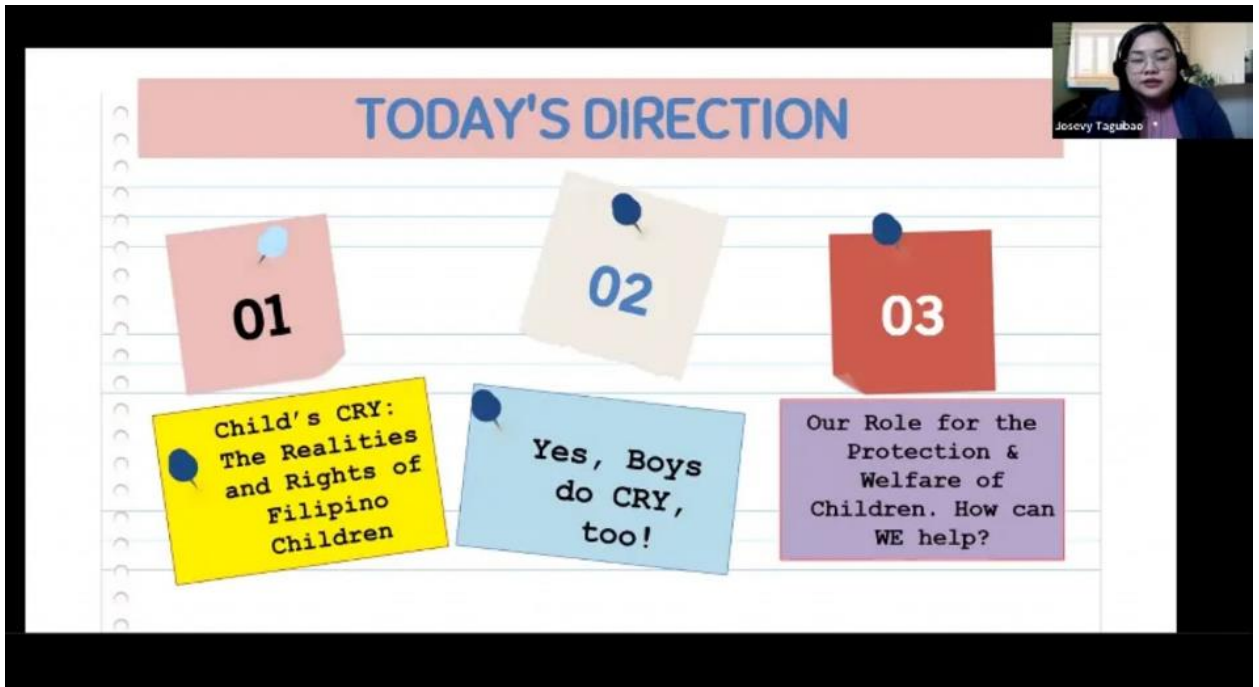 TODAY'S DIRECTION
Josevy Taguibao
01
02
03
Child's CRY:
The Realities
and Rights of
Filipino
Children
Yes, Boys
do CRY,
too!
Our Role for the
Protection &
Welfare of
Children. How can
WE help?